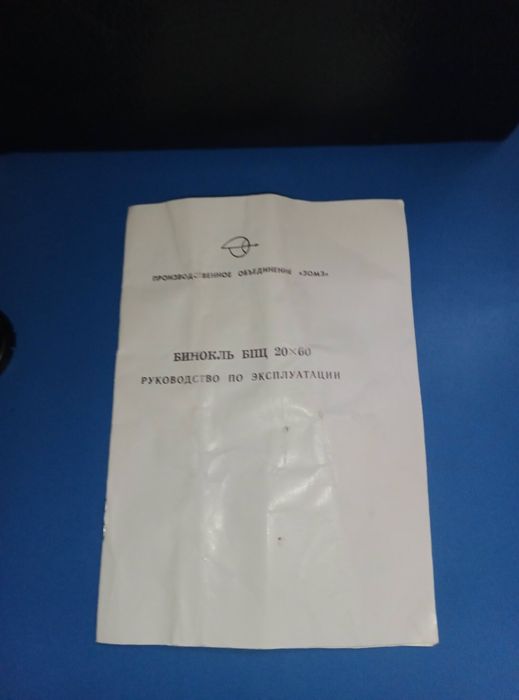 ПРОИЗВОДСТВЕННОЕ ОБЪЕДИНЕНИЕ «ЗОМЗ»
БИНОКЛЬ БПЦ 20×60
РУКОВОДСТВО ПО ЭКСПЛУАТАЦИИ